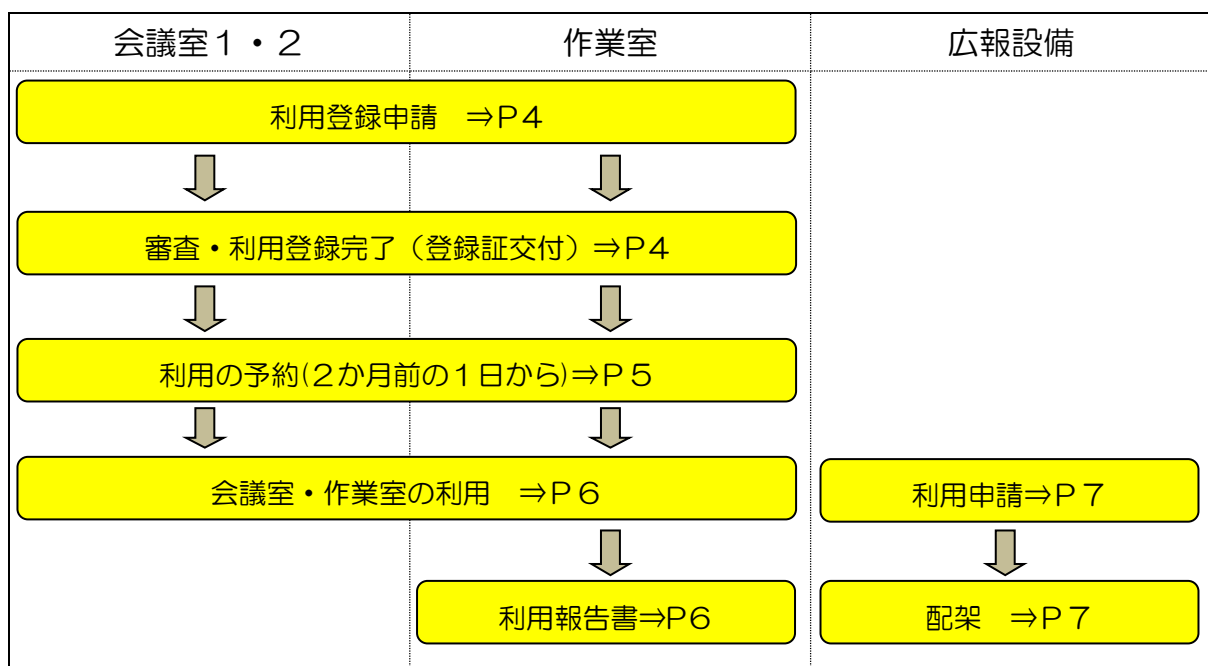 会議室１・２
作業室
広報設備
利用登録申請　⇒Ｐ４
審査・利用登録完了（登録証交付）⇒Ｐ４
利用の予約(２か月前の１日から)⇒Ｐ５
会議室・作業室の利用　⇒Ｐ６
利用申請⇒Ｐ７
利用報告書⇒Ｐ６
配架　⇒Ｐ７